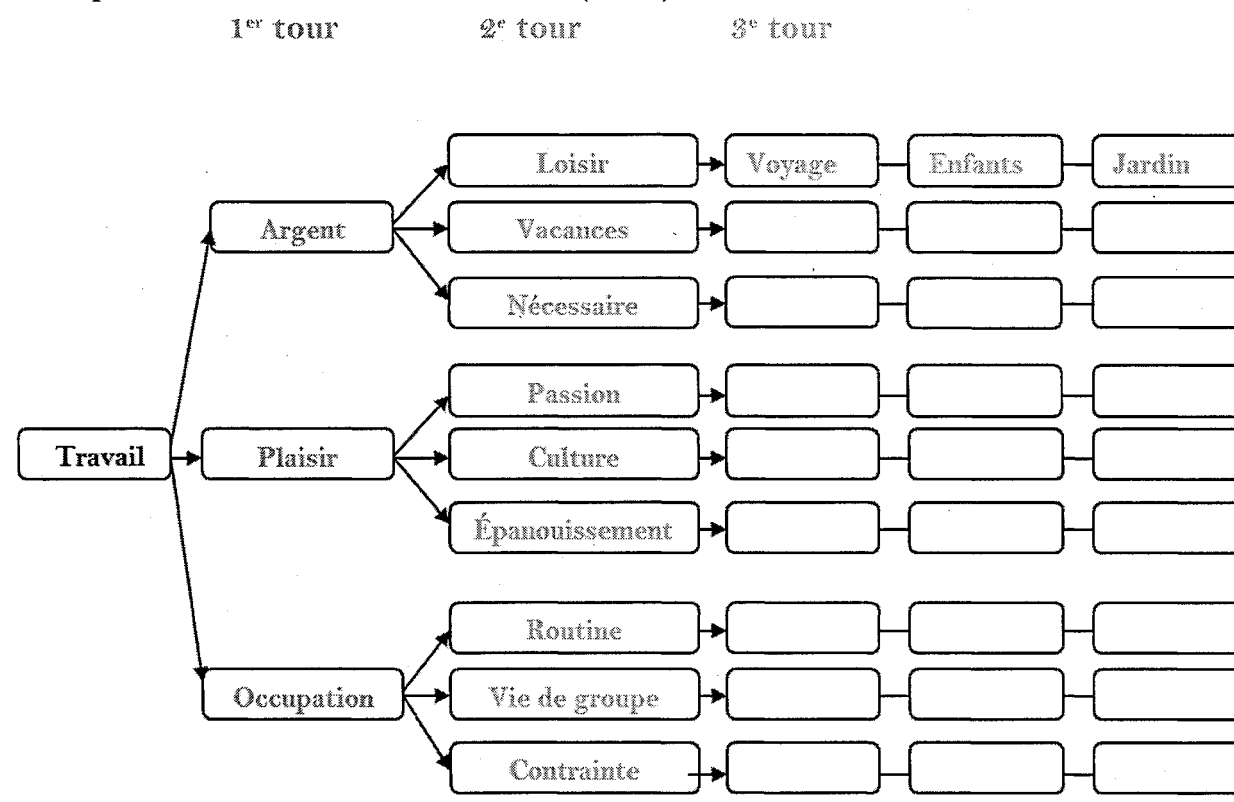 1er tour 2e tour 3e tour
Loisir Voyage Enfants Jardin
Argent Vacances
Nécessaire
Passion
Travail Plaisir Culture
Épanouissement
Routine
Occupation Vie de groupe
Contrainte